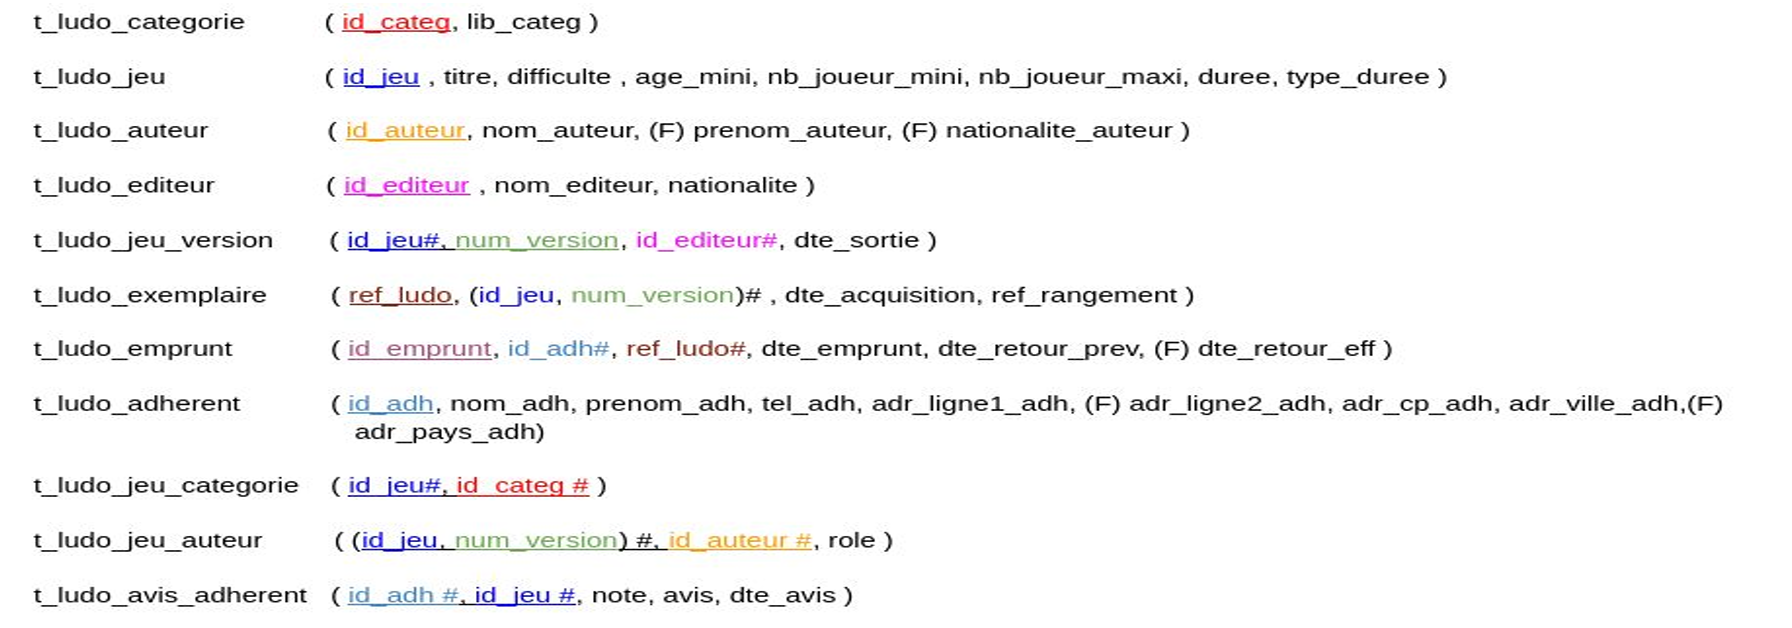 t_ludo_categorie ( id_categ, lib_categ )
t_ludo_jeu ( id_jeu , titre, difficulte , age_mini, nb_joueur_mini, nb_joueur_maxi, duree, type_duree )
t_ludo_auteur ( id_auteur, nom_auteur, (F) prenom_auteur, (F) nationalite_auteur )
t_ludo_editeur ( id_editeur , nom_editeur, nationalite )
t_ludo_jeu_version ( id_jeu#, num_version, id_editeur#, dte_sortie )
t_ludo_exemplaire ( ref_ludo, (id_jeu, num_version)# , dte_acquisition, ref_rangement )
t_ludo_emprunt ( id_emprunt, id_adh#, ref_ludo#, dte_emprunt, dte_retour_prev, (F) dte_retour_eff )
t_ludo_adherent ( id_adh, nom_adh, prenom_adh, tel_adh, adr_ligne1_adh, (F) adr_ligne2_adh, adr_cp_adh, adr_ville_adh,(F)
adr_pays_adh)
t_ludo_jeu_categorie ( id_jeu#, id_categ # )
t_ludo_jeu_auteur ( (id_jeu, num_version) #, id_auteur #, role )
t_ludo_avis_adherent ( id_adh #, id_jeu #, note, avis, dte_avis )